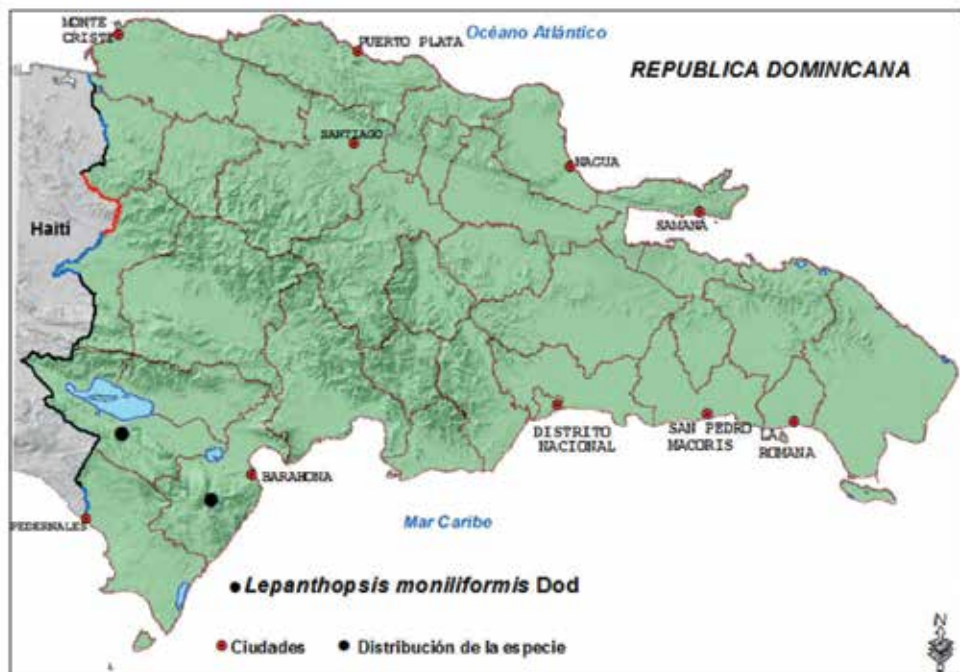 MONTE
CRISTI
PUERTO PLATA
Océano Atlántico
REPUBLICA DOMINICANA
SANTIAGO
NAGUA
SAMANÁ
Haití
DISTRITO
NACIONAL
SAN PEDRO
MACORIS
LA
ROMANA
BARAHONA
PEDERNALES
Mar Caribe
Lepanthopsis moniliformis Dod
Ciudades
Distribución de la especie
N